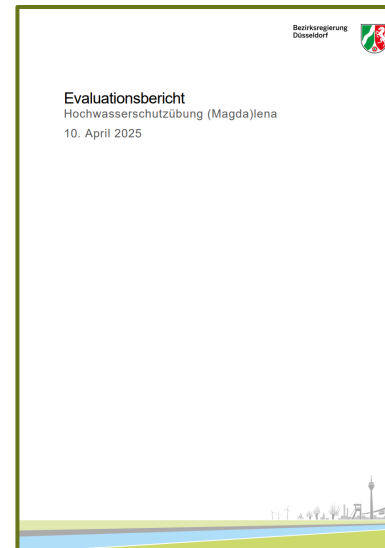 Bezirksregierung
Düsseldorf
Evaluationsbericht
Hochwasserschutzübung (Magda)lena
10. April 2025